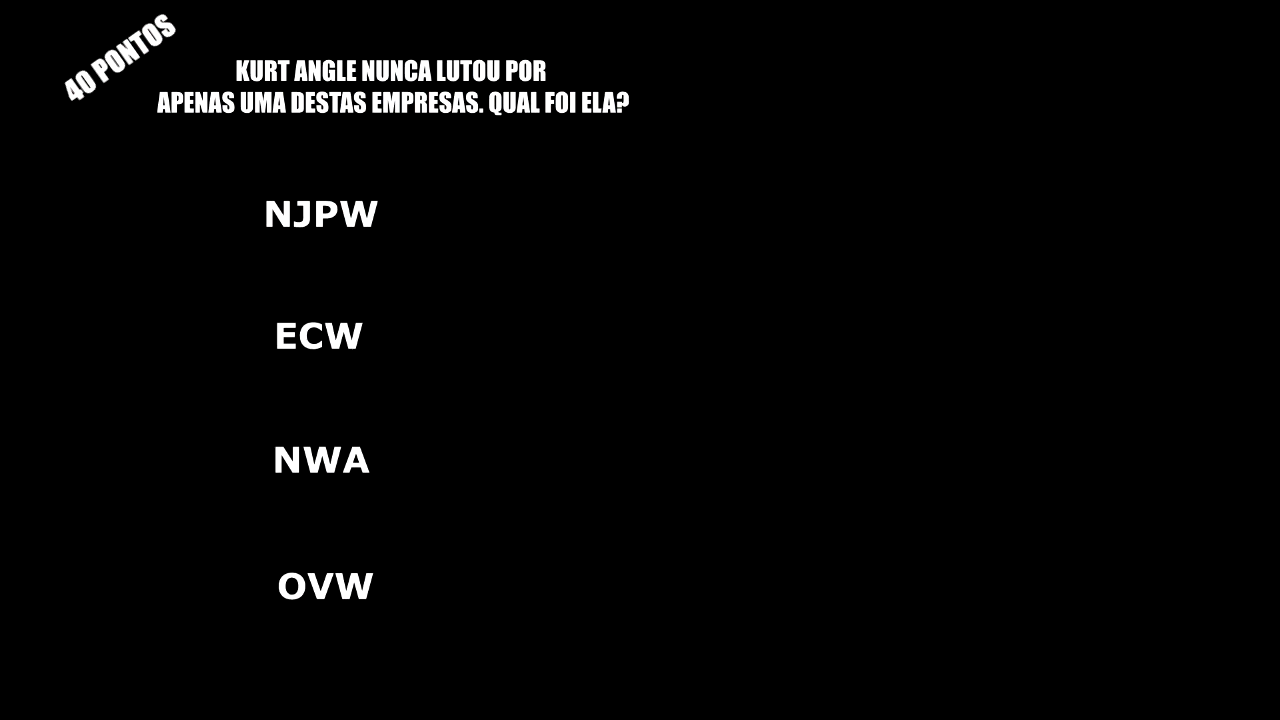 40 PONTOS
KURT ANGLE NUNCA LUTOU POR
APENAS UMA DESTAS EMPRESAS. QUAL FOI ELA?
NJPW
ECW
NWA
OVW